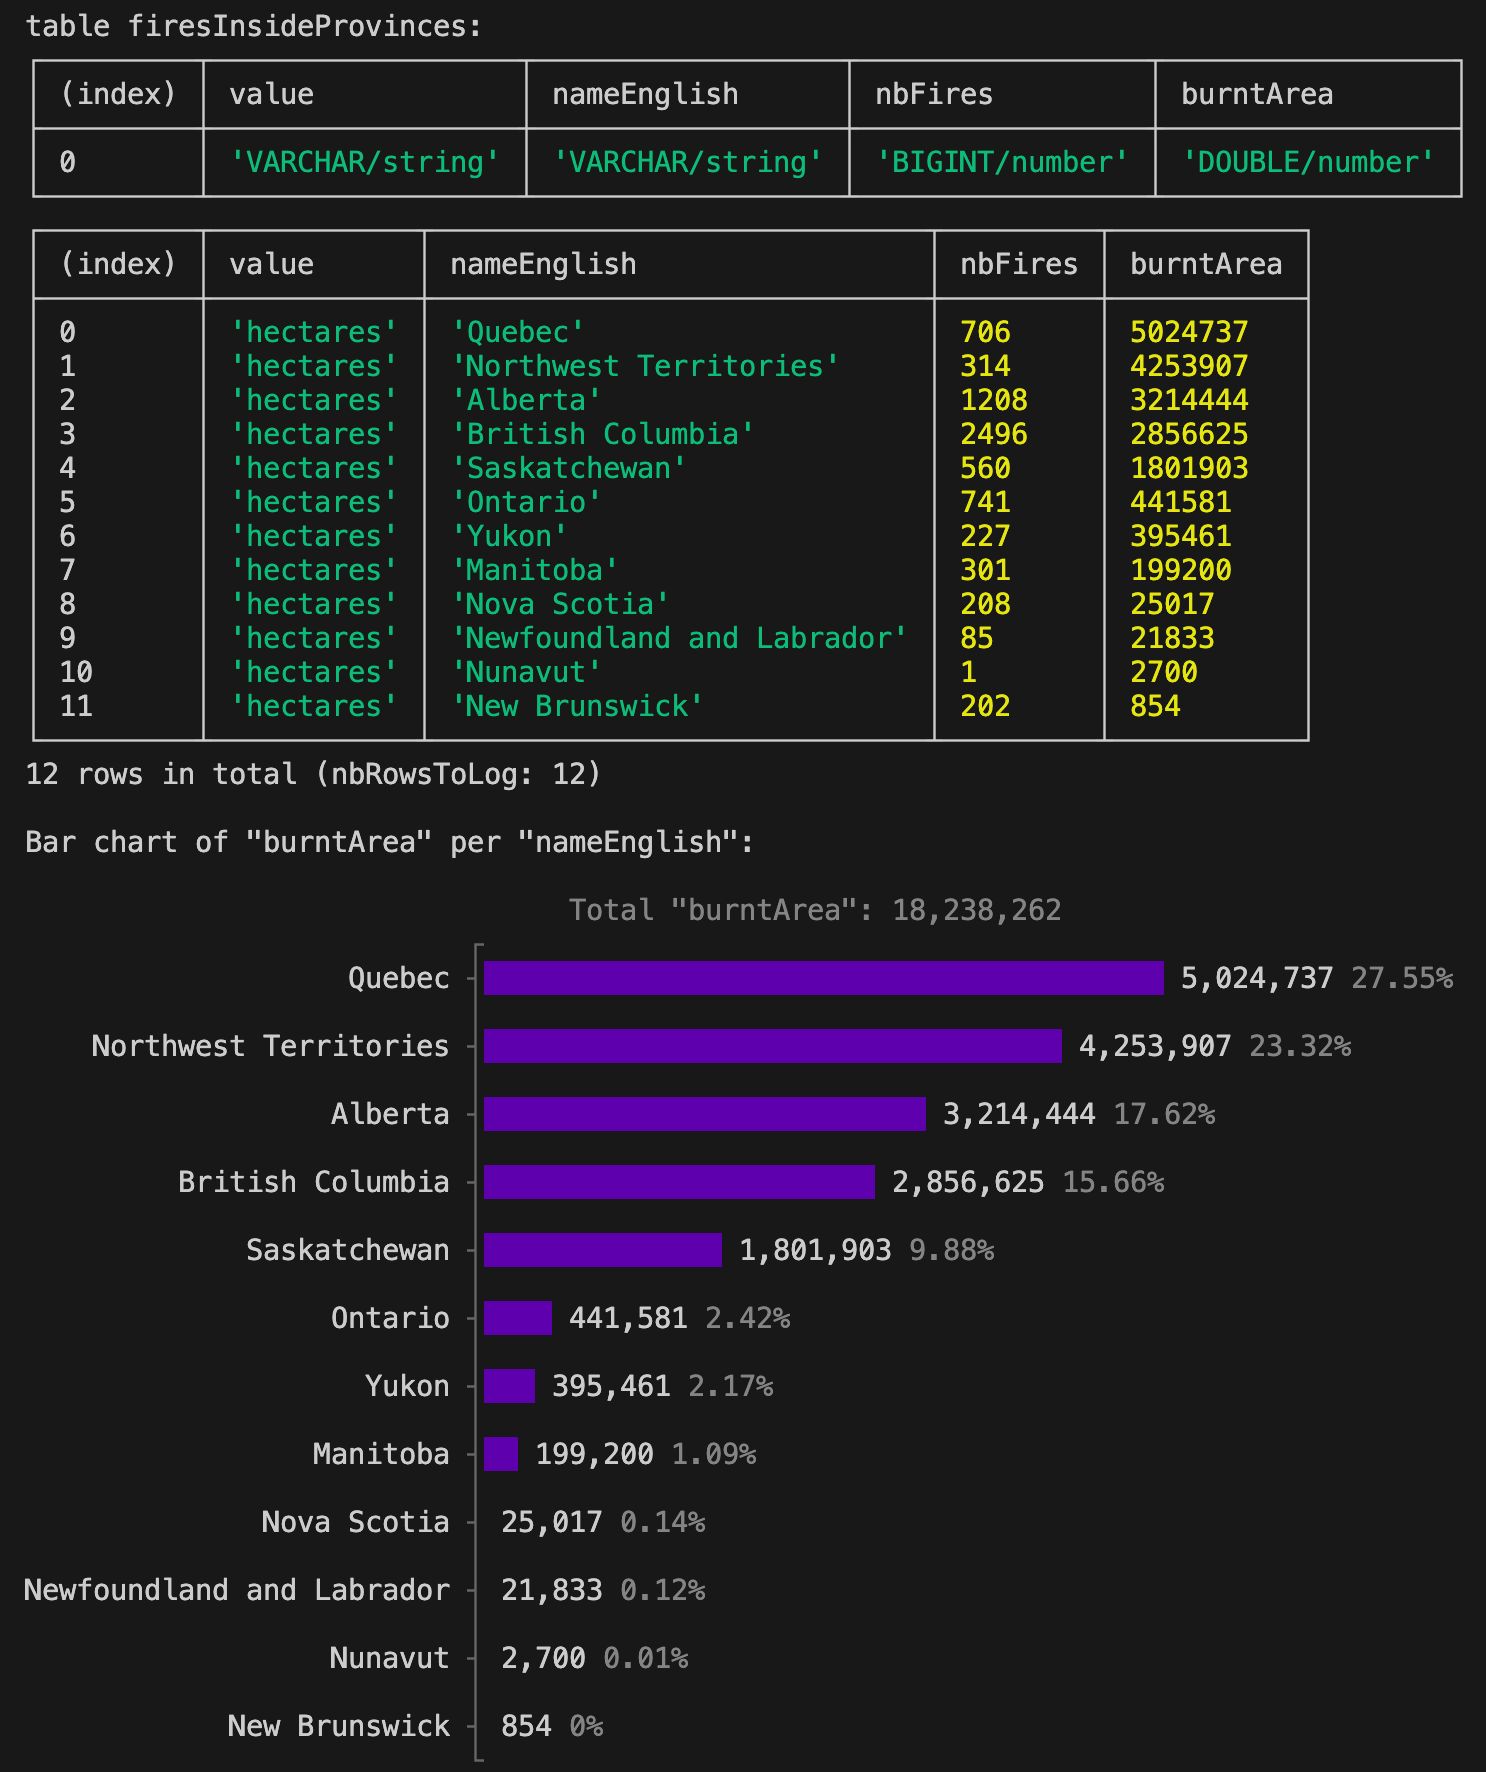 table firesInsideProvinces:
(index) value nameEnglish nbFires burntArea
0 'VARCHAR/string' 'VARCHAR/string' 'BIGINT/number' 'DOUBLE/number'
(index) value nameEnglish nbFires burntArea
0 'hectares' 'Quebec' 706 5024737
1 'hectares' 'Northwest Territories' 314 4253907
2 'hectares' 'Alberta' 1208 3214444
3 'hectares' 'British Columbia' 2496 2856625
4 'hectares' 'Saskatchewan' 560 1801903
5 'hectares' 'Ontario' 741 441581
6 'hectares' 'Yukon' 227 395461
7 'hectares' 'Manitoba' 301 199200
8 'hectares' 'Nova Scotia' 208 25017
9 'hectares' 'Newfoundland and Labrador' 85 21833
10 'hectares' 'Nunavut' 1 2700
11 'hectares' 'New Brunswick' 202 854
12 rows in total (nbRowsToLog: 12)
Bar chart of "burntArea" per "nameEnglish":
Total "burntArea": 18,238,262
Quebec 5,024,737 27.55%
Northwest Territories 4,253,907 23.32%
Alberta 3,214,444 17.62%
British Columbia 2,856,625 15.66%
Saskatchewan 1,801,903 9.88%
Ontario 441,581 2.42%
Yukon 395,461 2.17%
Manitoba 199,200 1.09%
Nova Scotia 25,017 0.14%
Newfoundland and Labrador 21,833 0.12%
Nunavut 2,700 0.01%
New Brunswick 854 0%